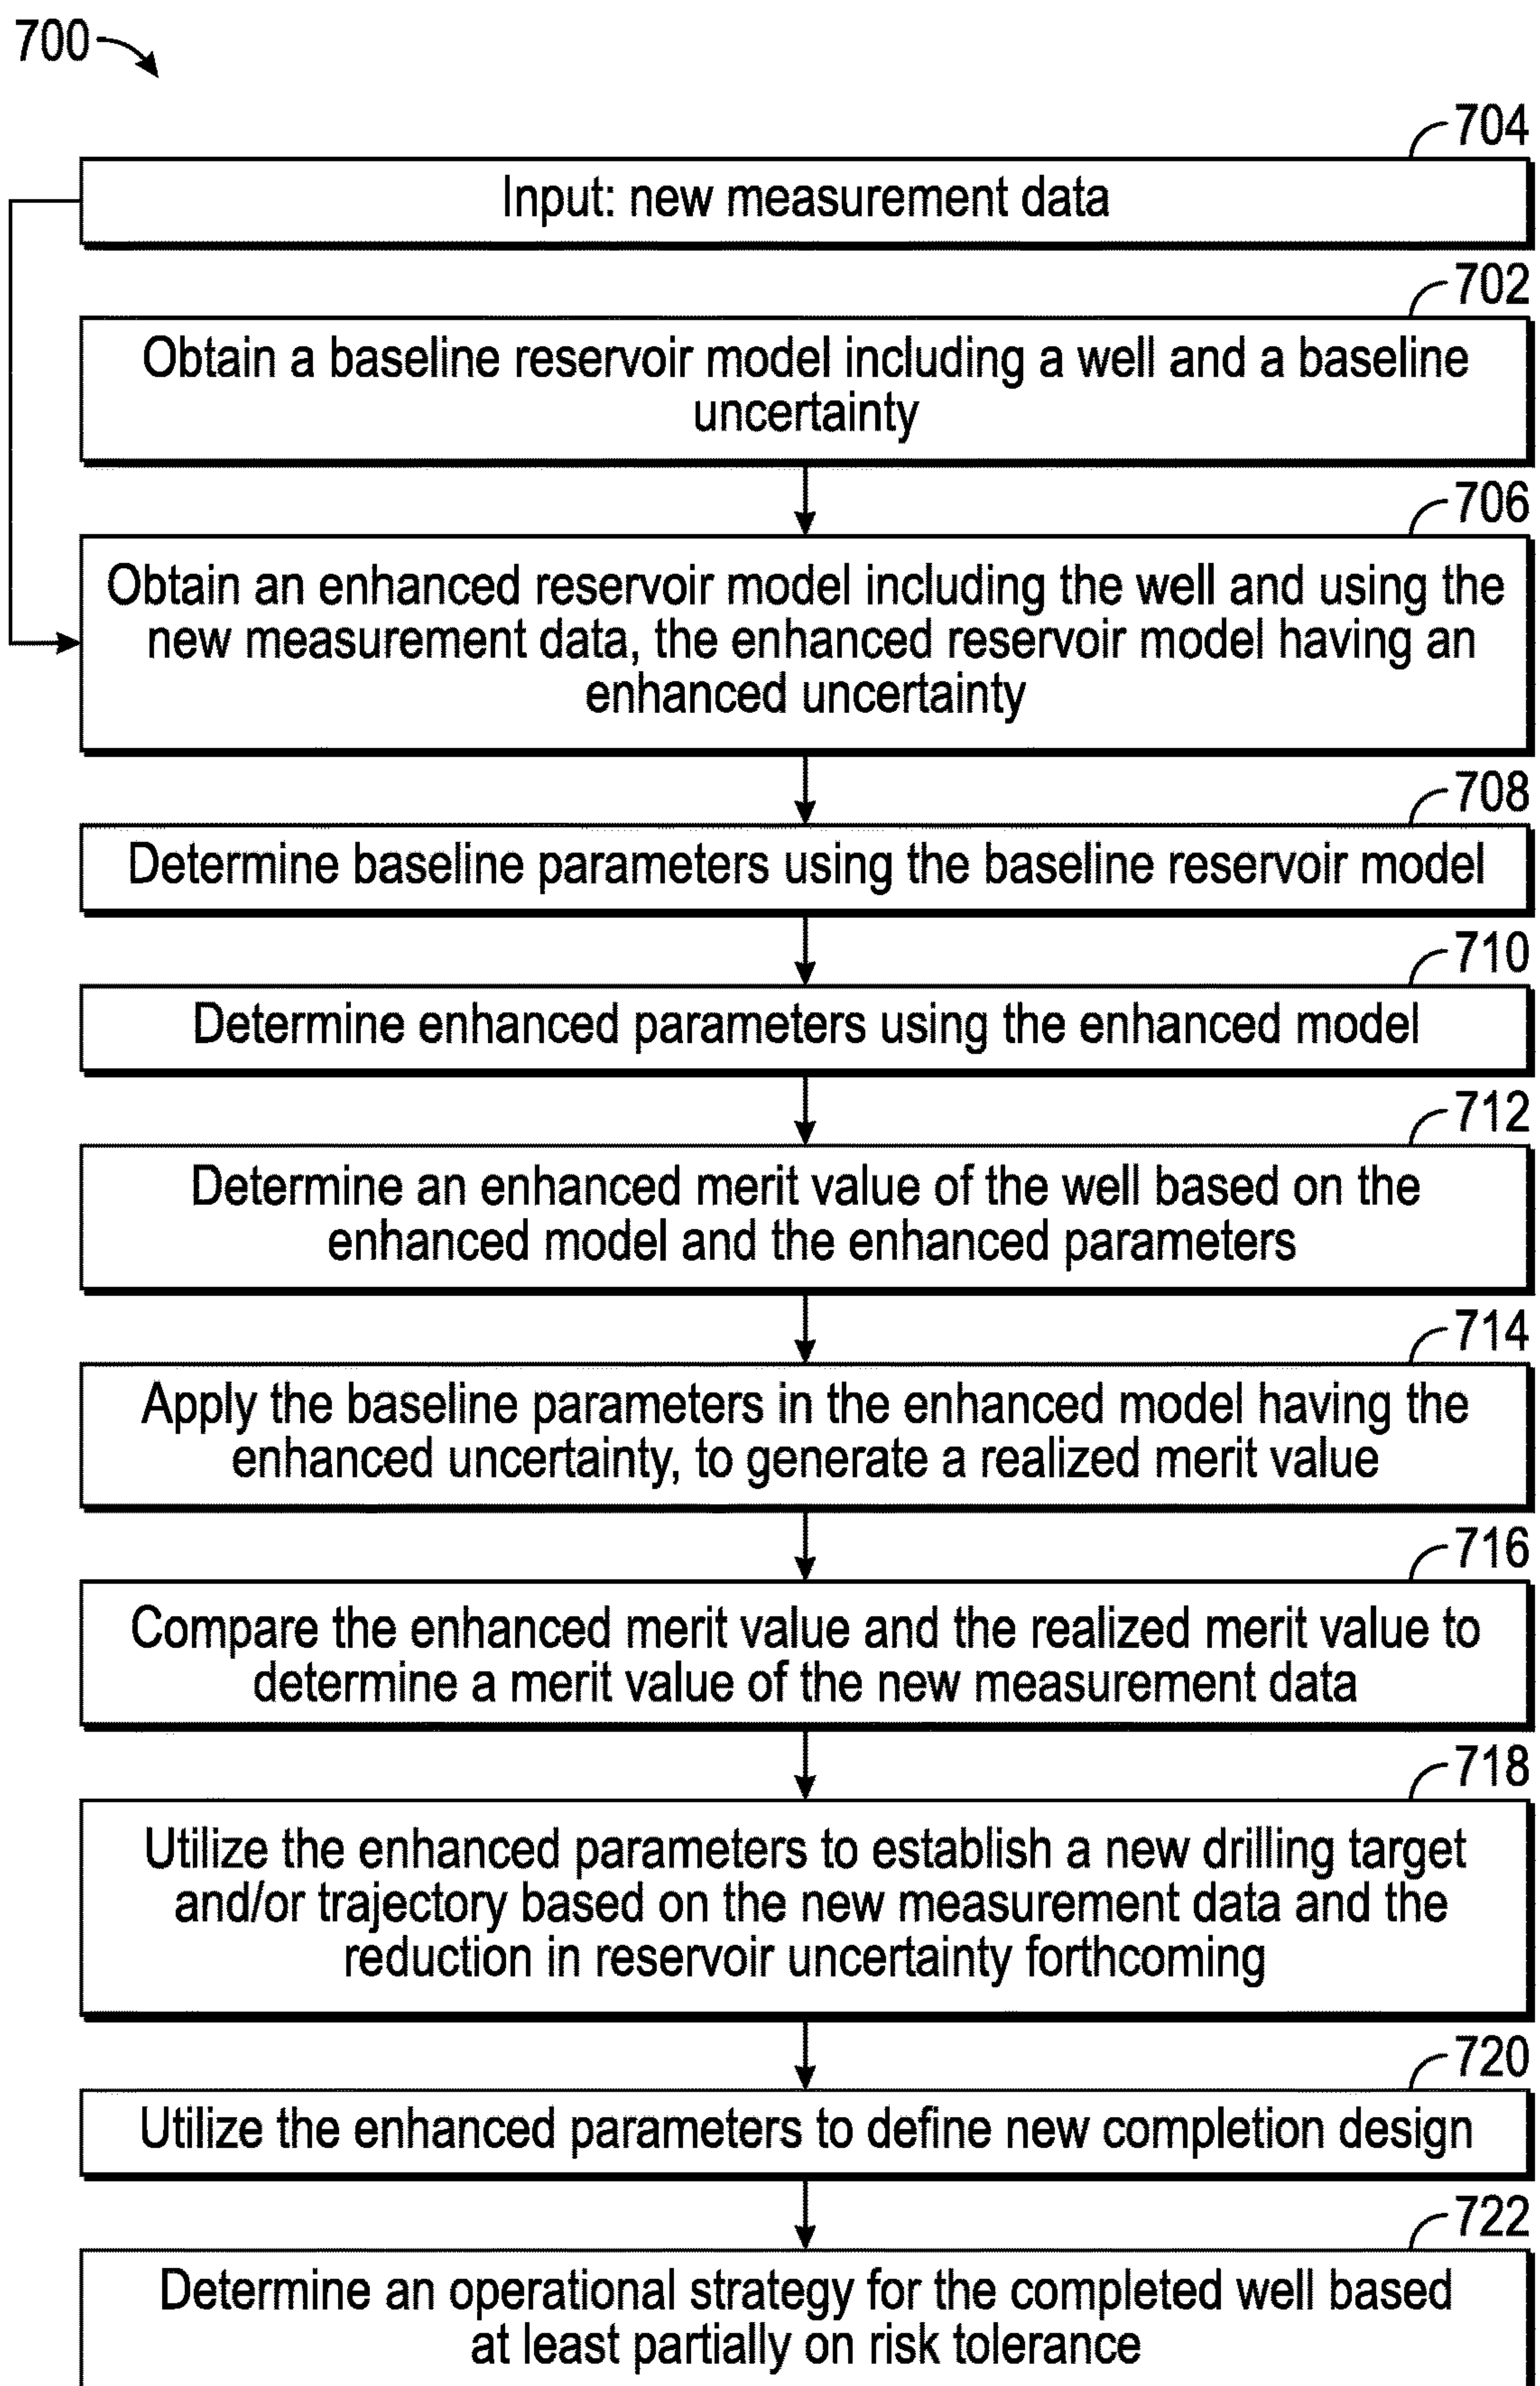 700
704
Input: new measurement data
702
Obtain a baseline reservoir model including a well and a baseline
uncertainty
706
Obtain an enhanced reservoir model including the well and using the
new measurement data, the enhanced reservoir model having an
enhanced uncertainty
708
Determine baseline parameters using the baseline reservoir model
710
Determine enhanced parameters using the enhanced model
712
Determine an enhanced merit value of the well based on the
enhanced model and the enhanced parameters
714
Apply the baseline parameters in the enhanced model having the
enhanced uncertainty, to generate a realized merit value
716
Compare the enhanced merit value and the realized merit value to
determine a merit value of the new measurement data
718
Utilize the enhanced parameters to establish a new drilling target
and/or trajectory based on the new measurement data and the
reduction in reservoir uncertainty forthcoming
720
Utilize the enhanced parameters to define new completion design
722
Determine an operational strategy for the completed well based
at least partially on risk tolerance